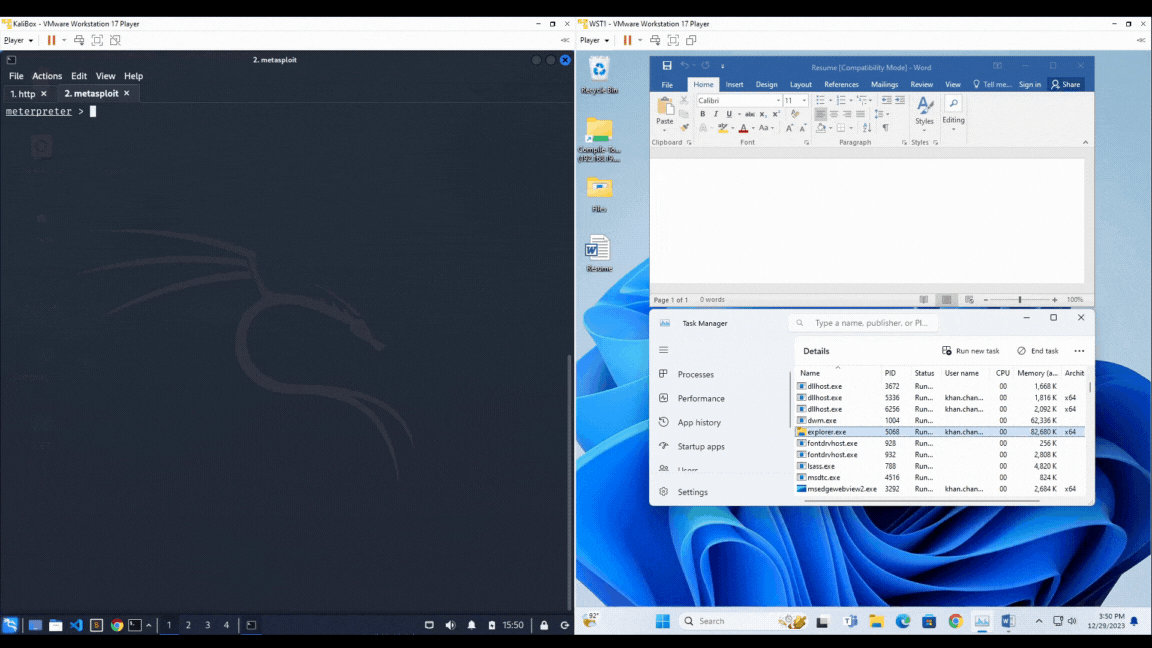 KaliBox - VMware Workstation 17 Player
Player
2. metasploit
File Actions Edit View Help
1. http 2. metasploit
meterpreter >
1 2 3 4 15:50
WST1 - VMware Workstation 17 Player
Player
Recycle Bin
Compile-To...
Files
Resume
Resume [Compatibility Mode] - Word
File Home Insert Design Layout References Mailings Review View Tell me... Sign in Share
Calibri 11
Paste
B I U abc x, x²
Aa A A
Styles Editing
Clipboard Font Paragraph Styles
Page 1 of 1 0 words 100%
Task Manager
Type a name, publisher, or PI...
Processes
Performance
App history
Startup apps
Users
Settings
Details Run new task End task
Name PID Status User name CPU Memory (a... Archit
dllhost.exe 3672 Run... 00 1,668 K
dllhost.exe 5336 Run... khan.chan... 00 1,816 K x64
dllhost.exe 6256 Run... khan.chan... 00 2,092 K x64
dwm.exe 1004 Run... 00 62,336 K
explorer.exe 5068 Run... khan.chan... 00 82,680 K x64
fontdrvhost.exe 928 Run... 00 256 K
fontdrvhost.exe 932 Run... 00 2,808 K
lsass.exe 788 Run... 00 4,820 K
msdtc.exe 4516 Run... 00 824 K
msedgewebview2.exe 3292 Run... khan.chan... 00 2,684 K x64
92°
Search
3:50 PM
12/29/2023